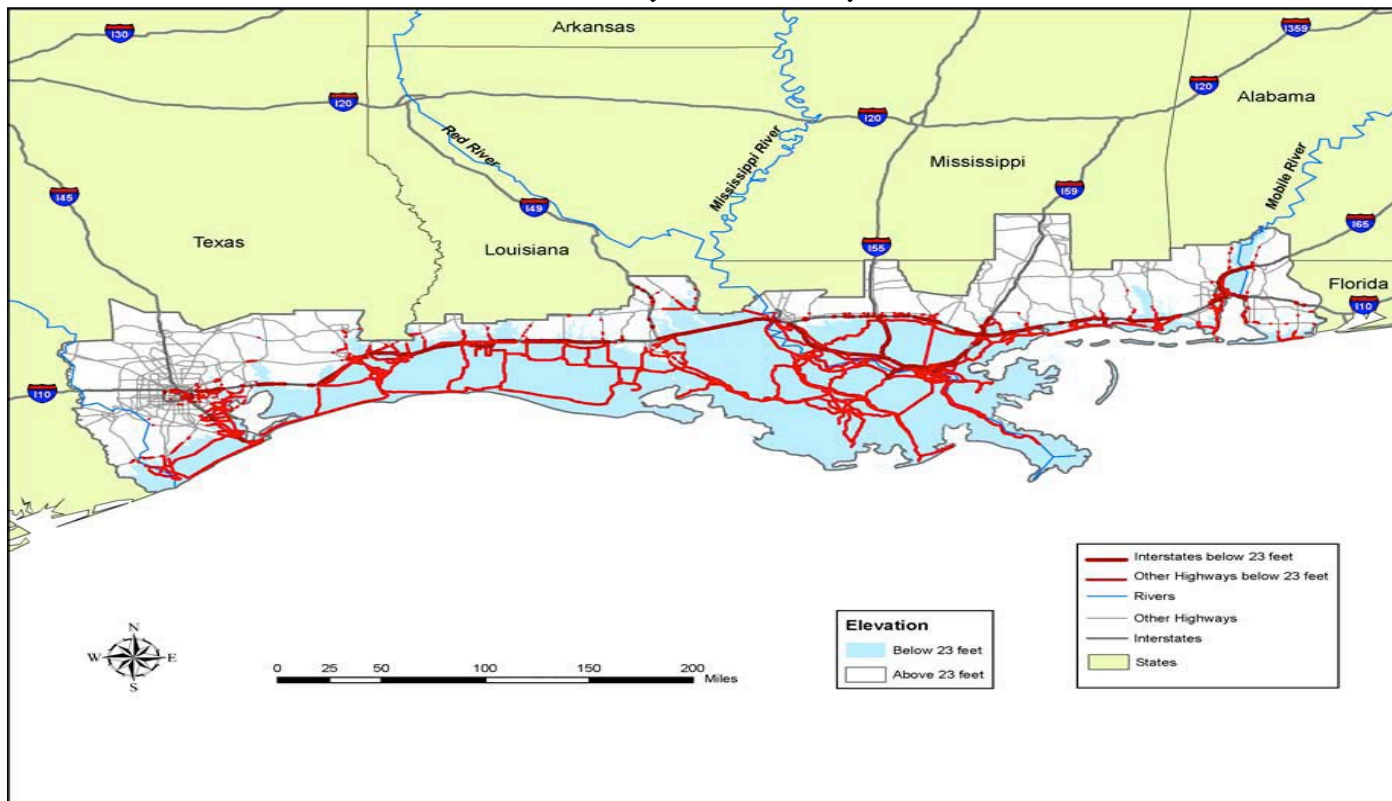 Arkansas
I30
I359
I20
I20
I20
Alabama
Red River
Mississippi River
Mississippi
Mobile River
I45
I49
I59
Texas
Louisiana
I55
I65
Florida
I10
I10
N
W E
S
0 25 50 100 150 200
Miles
Elevation
Below 23 feet
Above 23 feet
Interstates below 23 feet
Other Highways below 23 feet
Rivers
Other Highways
Interstates
States